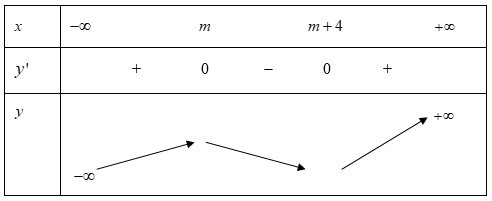 x −∞ m m+4 +∞
y' + 0 − 0 +
y +∞
−∞